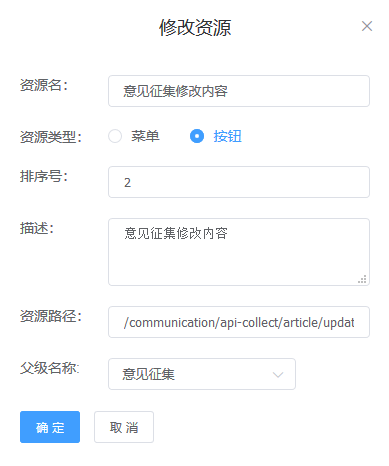 修改资源
资源名：
意见征集修改内容
资源类型：
菜单
按钮
排序号：
2
描述：
意见征集修改内容
资源路径：
/communication/api-collect/article/updat
父级名称:
意见征集
确 定
取 消